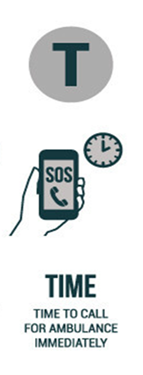 T
SOS
TIME
TIME TO CALL
FOR AMBULANCE
IMMEDIATELY